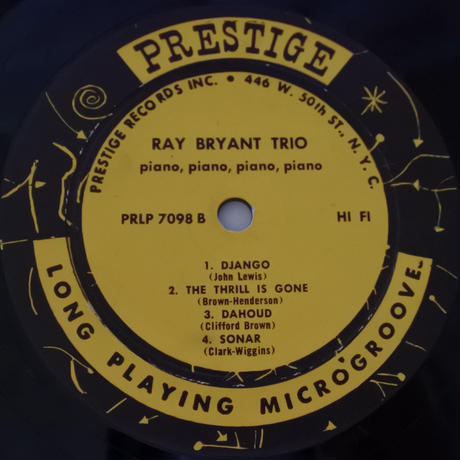 PRESTIGE
PRESTIGE RECORDS INC. • 446 W. 50th ST., N.Y.C.
RAY BRYANT TRIO
piano, piano, piano, piano
PRLP 7098 B
HI FI
1. DJANGO
(John Lewis)
2. THE THRILL IS GONE
(Brown-Henderson)
3. DAHOUD
(Clifford Brown)
4. SONAR
(Clark-Wiggins)
LONG PLAYING MICROGROOVE